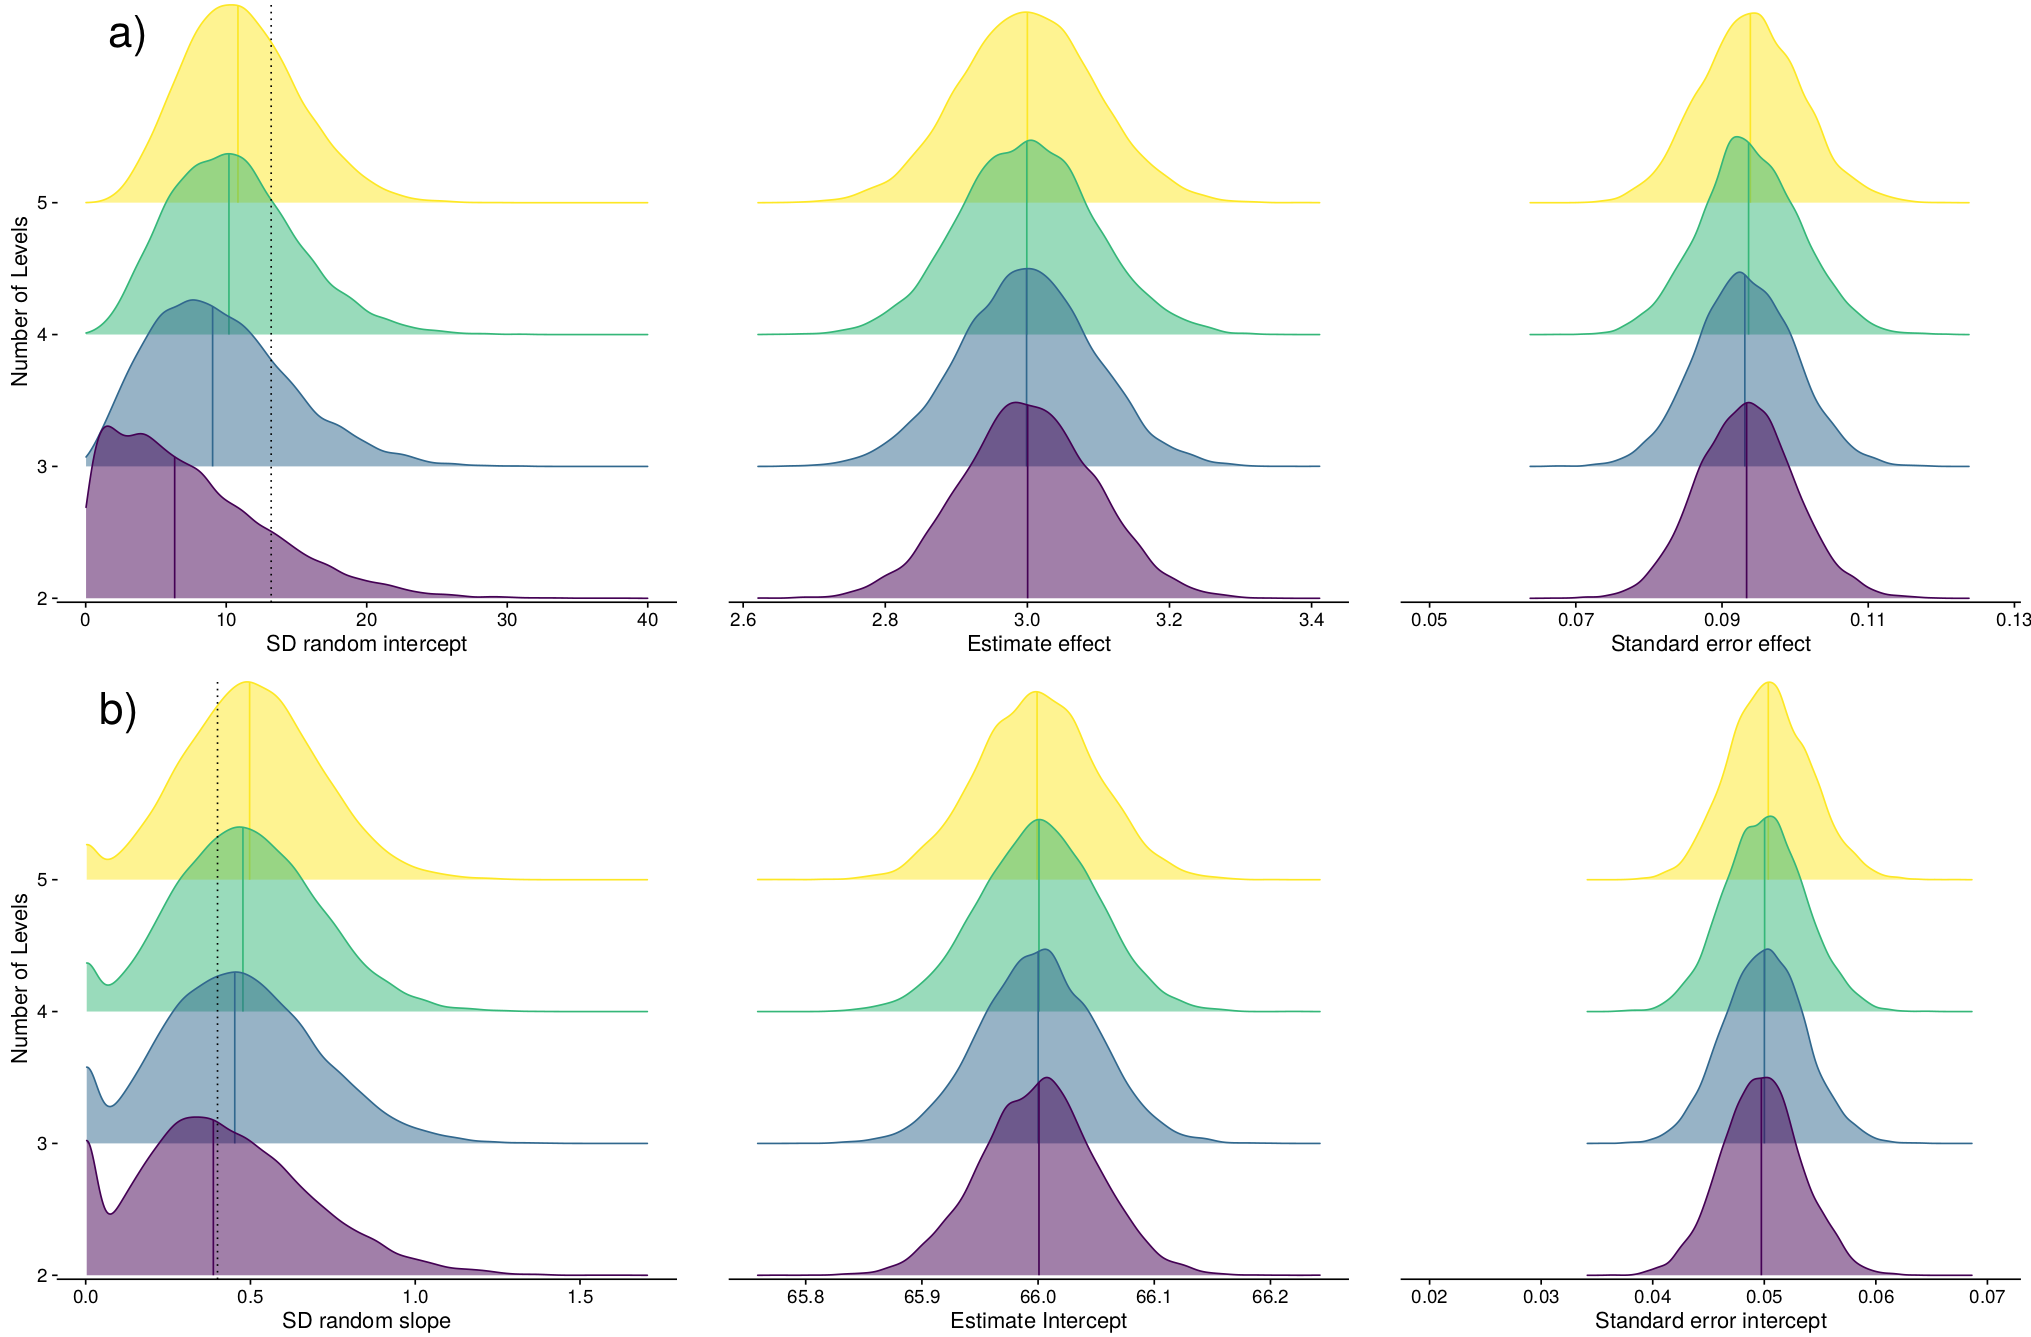 a)
Number of Levels
5
4
3
2
0 10 20 30 40
SD random intercept
2.6 2.8 3.0 3.2 3.4
Estimate effect
0.05 0.07 0.09 0.11 0.13
Standard error effect
b)
Number of Levels
5
4
3
2
0.0 0.5 1.0 1.5
SD random slope
65.8 65.9 66.0 66.1 66.2
Estimate Intercept
0.02 0.03 0.04 0.05 0.06 0.07
Standard error intercept